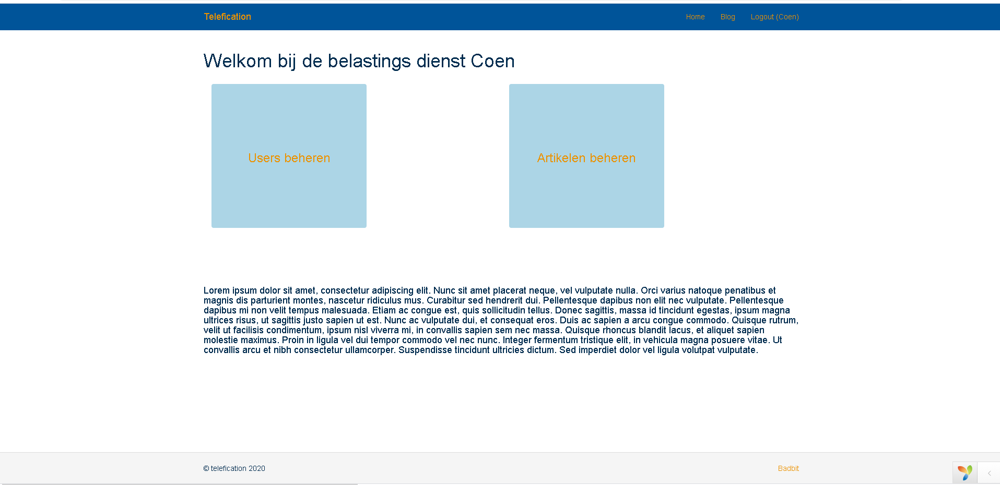 Telefication
Home Blog Logout (Coen)
Welkom bij de belastings dienst Coen
Users beheren
Artikelen beheren
Lorem ipsum dolor sit amet, consectetur adipiscing elit. Nunc sit amet placerat neque, vel vulputate nulla. Orci varius natoque penatibus et
magnis dis parturient montes, nascetur ridiculus mus. Curabitur sed hendrerit dui. Pellentesque dapibus non elit nec vulputate. Pellentesque
dapibus mi non velit tempus malesuada. Etiam ac congue est, quis sollicitudin tellus. Donec sagittis, massa id tincidunt egestas, ipsum magna
ultrices risus, ut sagittis justo sapien ut est. Nunc ac vulputate dui, et consequat eros. Duis ac sapien a arcu congue commodo. Quisque rutrum,
velit ut facilisis condimentum, ipsum nisl viverra mi, in convallis sapien sem nec massa. Quisque rhoncus blandit lacus, et aliquet sapien
molestie maximus. Proin in ligula vel dui tempor commodo vel nec nunc. Integer fermentum tristique elit, in vehicula magna posuere vitae. Ut
convallis arcu et nibh consectetur ullamcorper. Suspendisse tincidunt ultricies dictum. Sed imperdiet dolor vel ligula volutpat vulputate.
© telefication 2020
Badbit